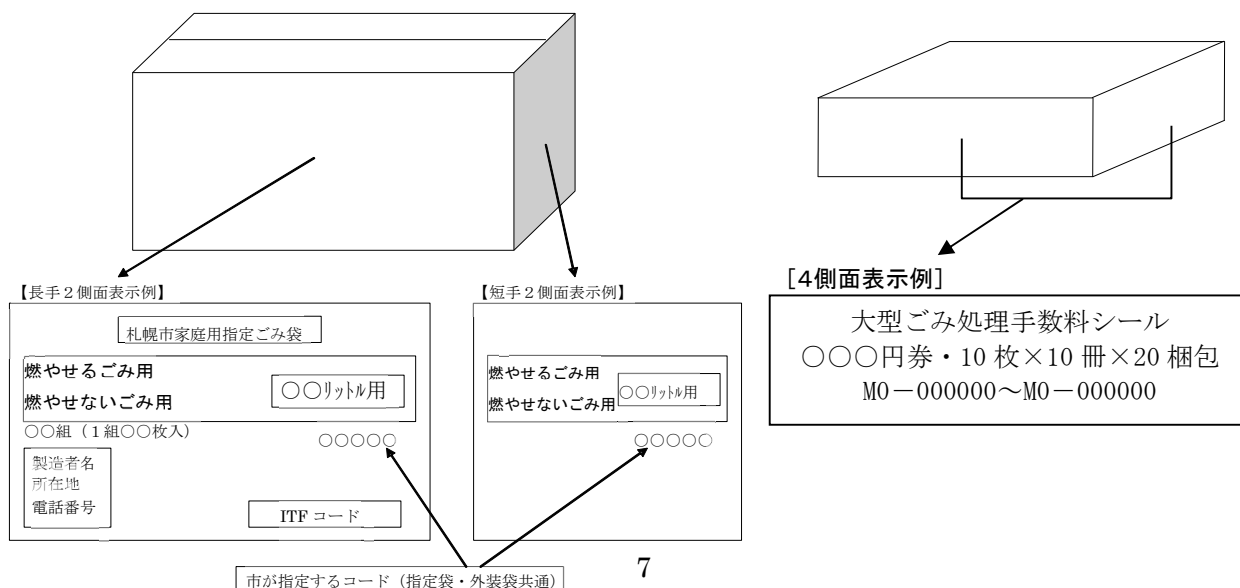 【長手２側面表示例】
札幌市家庭用指定ごみ袋
燃やせるごみ用
燃やせないごみ用
○○ﾘｯﾄﾙ用
○○組（１組○○枚入）
○○○○○
製造者名
所在地
電話番号
ITF コード
【短手２側面表示例】
燃やせるごみ用
燃やせないごみ用
○○ﾘｯﾄﾙ用
○○○○○
市が指定するコード（指定袋・外装袋共通）
[4側面表示例]
大型ごみ処理手数料シール
○○○円券・10 枚×10 冊×20 梱包
M0－000000～M0－000000
7